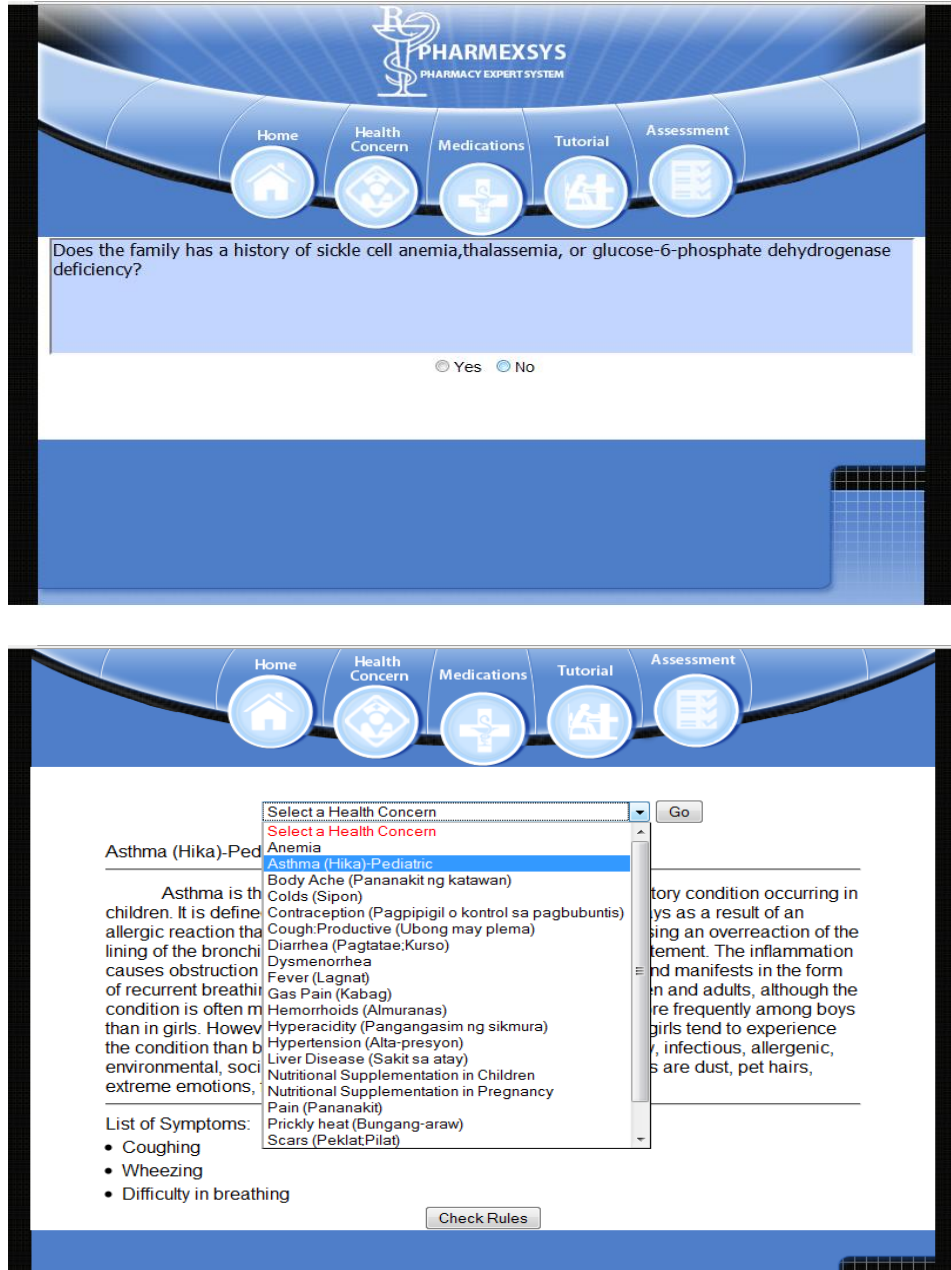 PHARMEXSYS
PHARMACY EXPERT SYSTEM
Home
Health
Concern
Medications
Tutorial
Assessment
Does the family has a history of sickle cell anemia,thalassemia, or glucose-6-phosphate dehydrogenase
deficiency?
Yes No
Home
Health
Concern
Medications
Tutorial
Assessment
Select a Health Concern Go
Select a Health Concern
Anemia
Asthma (Hika)-Pediatric
Body Ache (Pananakit ng katawan)
Colds (Sipon)
Contraception (Pagpipigil o kontrol sa pagbubuntis)
Cough:Productive (Ubong may plema)
Diarrhea (Pagtatae;Kurso)
Dysmenorrhea
Fever (Lagnat)
Gas Pain (Kabag)
Hemorrhoids (Almuranas)
Hyperacidity (Pangangasim ng sikmura)
Hypertension (Alta-presyon)
Liver Disease (Sakit sa atay)
Nutritional Supplementation in Children
Nutritional Supplementation in Pregnancy
Pain (Pananakit)
Prickly heat (Bungang-araw)
Scars (Peklat;Pilat)
Asthma (Hika)-Ped
Asthma is th tory condition occurring in
children. It is define ys as a result of an
allergic reaction tha sing an overreaction of the
lining of the bronchi tement. The inflammation
causes obstruction nd manifests in the form
of recurrent breathin en and adults, although the
condition is often m re frequently among boys
than in girls. Howev girls tend to experience
the condition than b , infectious, allergenic,
environmental, soci s are dust, pet hairs,
extreme emotions,
List of Symptoms:
• Coughing
• Wheezing
• Difficulty in breathing
Check Rules